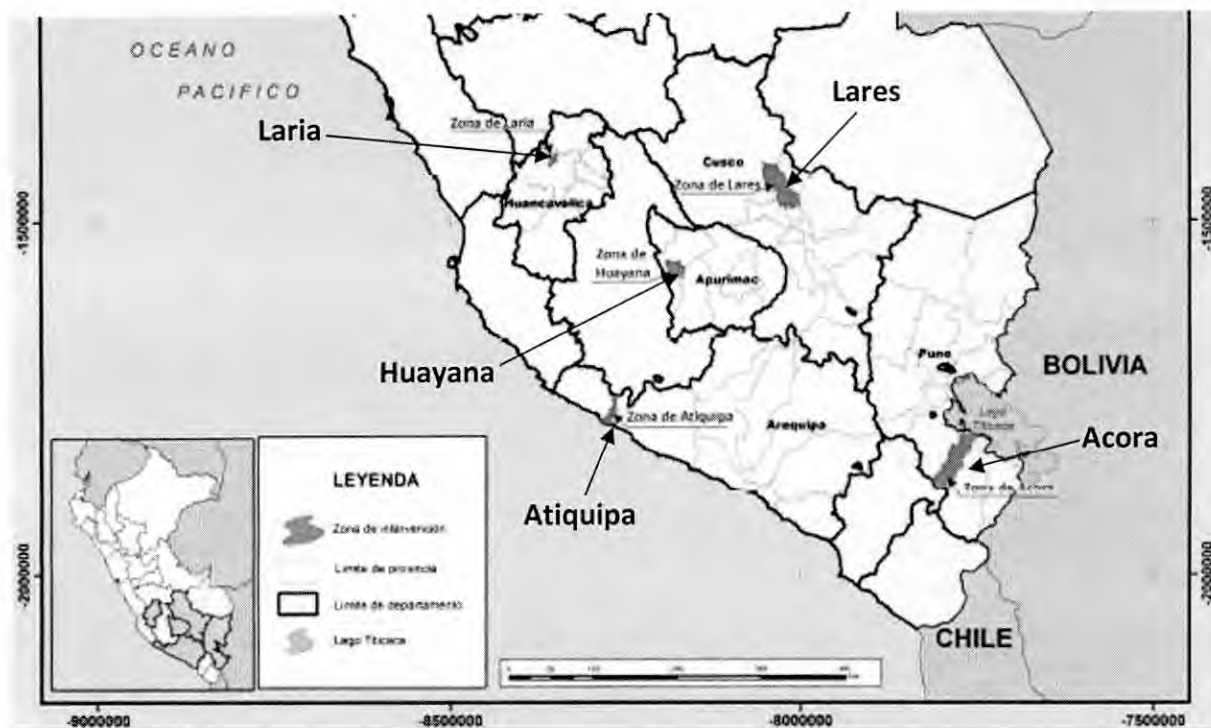 OCEANO
PACIFICO
Laria
Zona de Laria
Lares
Cusco
Zona de Lares
Huancavelica
Zona de
Huayana
Apurimac
Huayana
Puno
BOLIVIA
Lago
Titicaca
Zona de Atiquipa
Arequipa
Acora
Zona de Acora
Atiquipa
LEYENDA
Zona de intervención
Limite de provincia
Limite de departamento
Lago Titicaca
CHILE
-1500000
-1500000
-2000000
-2000000
-9000000
-8500000
-8000000
-7500000